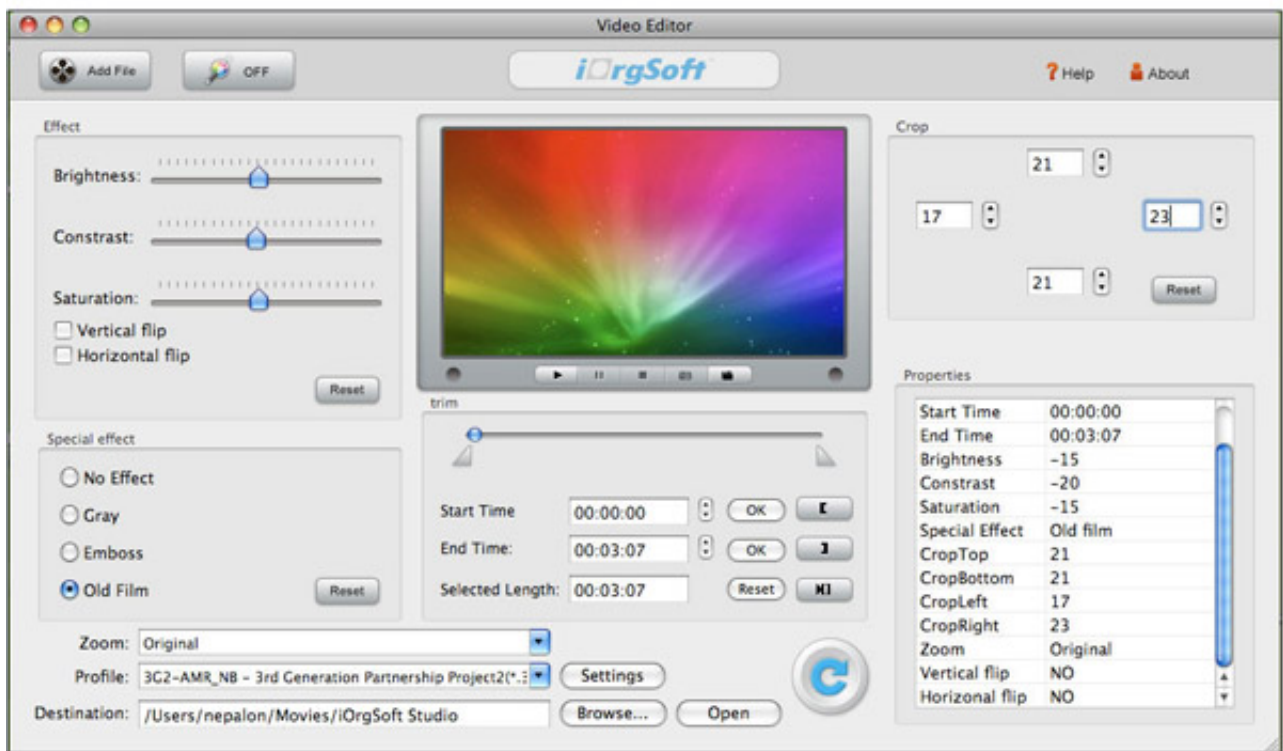 Video Editor
Add File
OFF
iOrgSoft
? Help
About
Effect
Brightness:
Constrast:
Saturation:
Vertical flip
Horizontal flip
Reset
Special effect
No Effect
Gray
Emboss
Old Film
Reset
trim
Start Time 00:00:00 OK [
End Time: 00:03:07 OK ]
Selected Length: 00:03:07 Reset
Crop
21
17
23
21
Reset
Properties
Start Time 00:00:00
End Time 00:03:07
Brightness -15
Constrast -20
Saturation -15
Special Effect Old film
CropTop 21
CropBottom 21
CropLeft 17
CropRight 23
Zoom Original
Vertical flip NO
Horizonal flip NO
Zoom: Original
Profile: 3G2-AMR_NB - 3rd Generation Partnership Project2(*.3 Settings
Destination: /Users/nepalon/Movies/iOrgSoft Studio Browse... Open